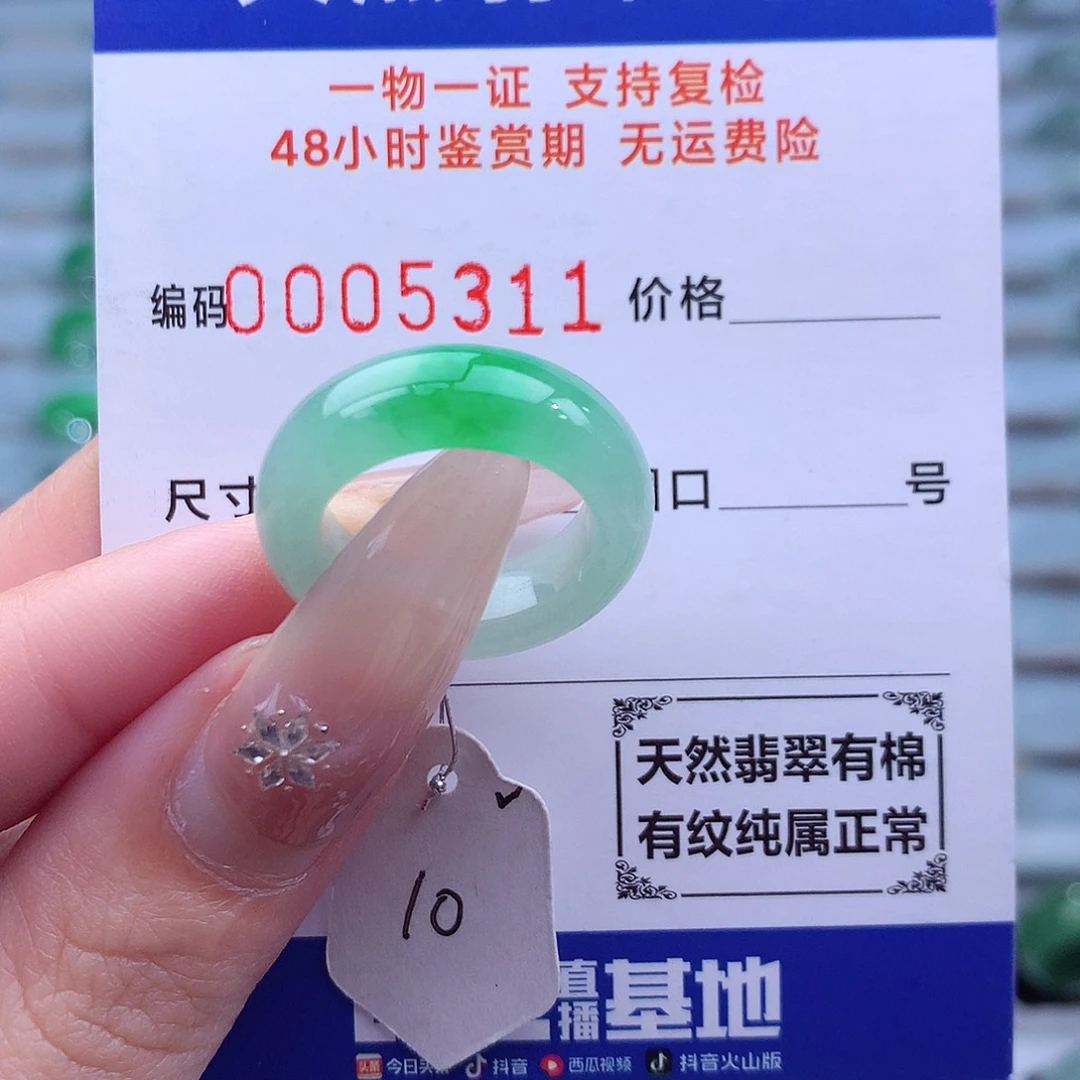 一物一证 支持复检
48小时鉴赏期 无运费险
编码0005311 价格
尺寸 口 号
天然翡翠有棉
有纹纯属正常
10
直播基地
今日头条 抖音 西瓜视频 抖音火山版